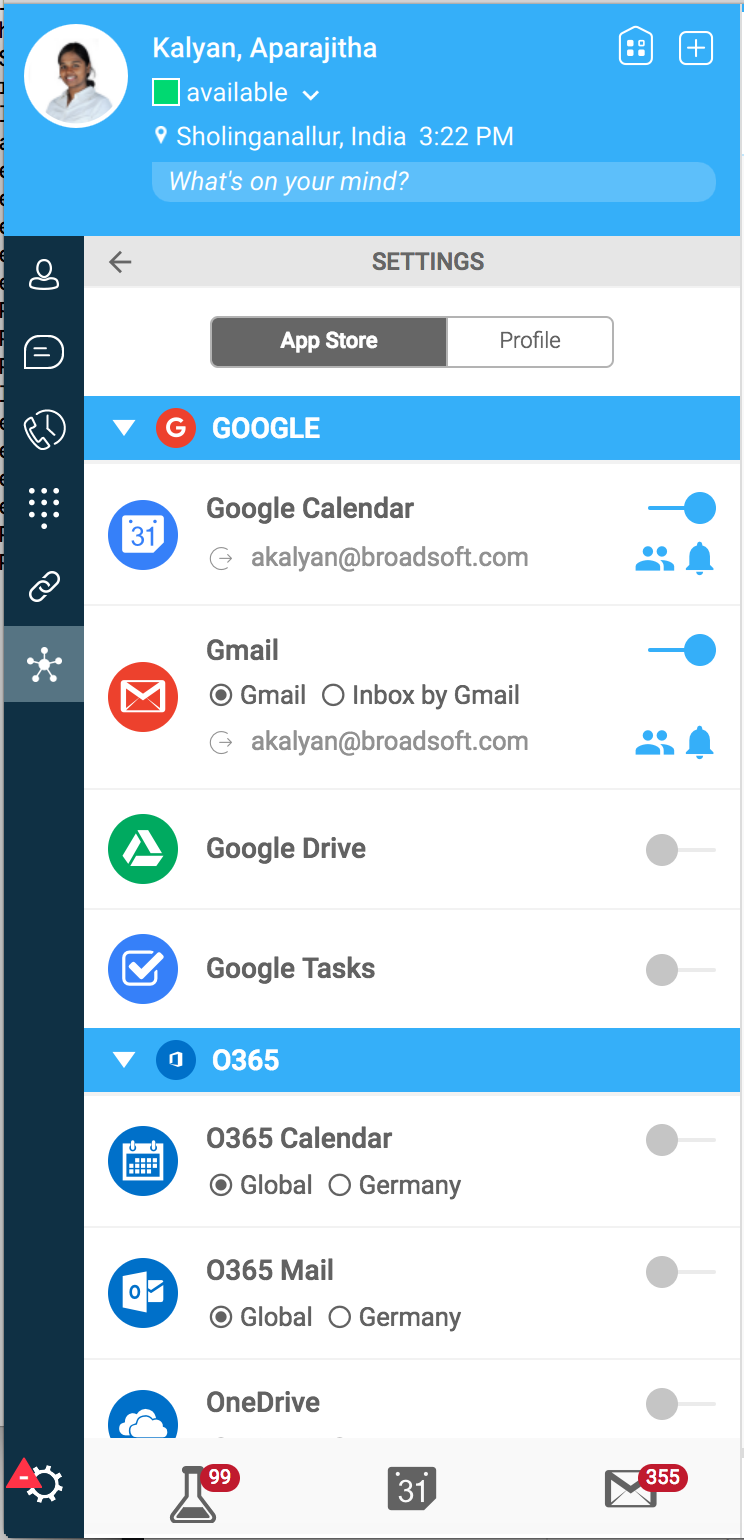 Kalyan, Aparajitha
available
Sholinganallur, India 3:22 PM
What's on your mind?
SETTINGS
App Store Profile
G GOOGLE
Google Calendar
31
akalyan@broadsoft.com
Gmail
Gmail Inbox by Gmail
akalyan@broadsoft.com
Google Drive
Google Tasks
O365
O365 Calendar
Global Germany
O365 Mail
Global Germany
OneDrive
99 31 355